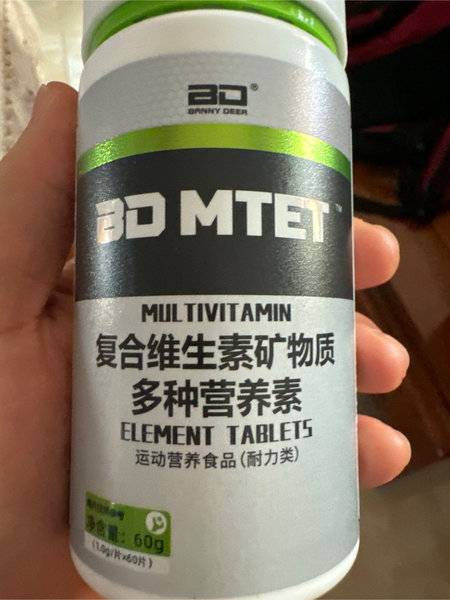 BD®
BANNY DEER
BD MTET™
MULTIVITAMIN
复合维生素矿物质
多种营养素
ELEMENT TABLETS
运动营养食品(耐力类)
净含量: 60g
(1.0g/片x60片)